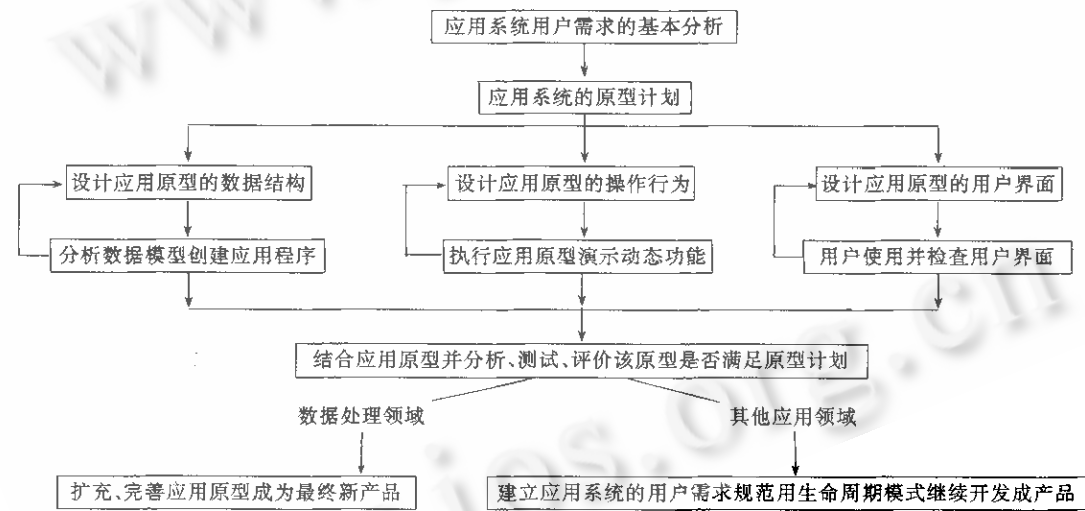 应用系统用户需求的基本分析
应用系统的原型计划
设计应用原型的数据结构
设计应用原型的操作行为
设计应用原型的用户界面
分析数据模型创建应用程序
执行应用原型演示动态功能
用户使用并检查用户界面
结合应用原型并分析、测试、评价该原型是否满足原型计划
数据处理领域
其他应用领域
扩充、完善应用原型成为最终新产品
建立应用系统的用户需求规范用生命周期模式继续开发成产品